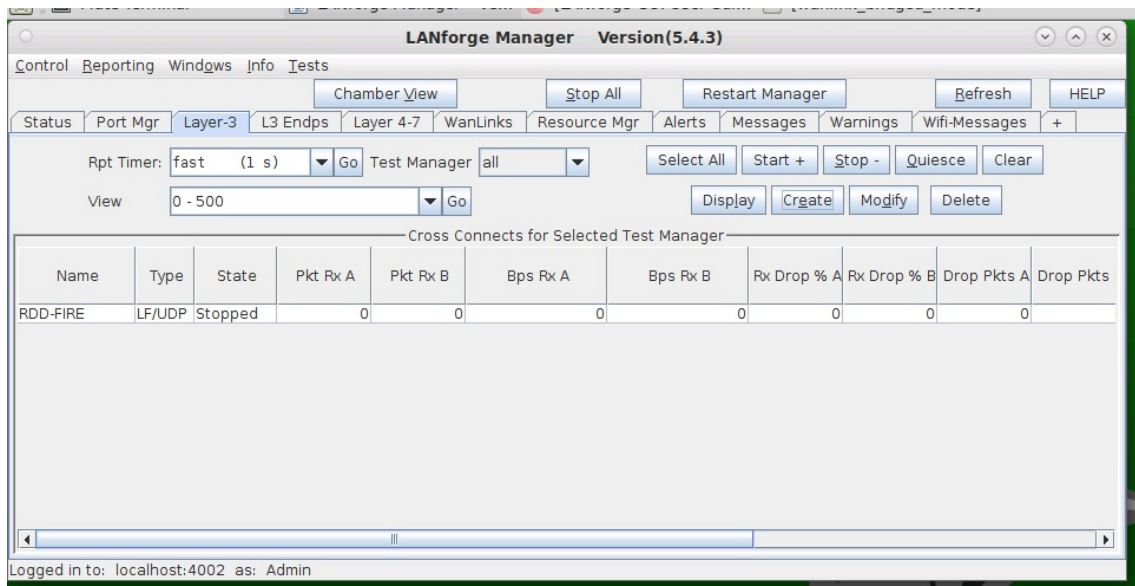 LANforge Manager Version(5.4.3)
Control Reporting Windows Info Tests
Chamber View Stop All Restart Manager Refresh HELP
Status Port Mgr Layer-3 L3 Endps Layer 4-7 WanLinks Resource Mgr Alerts Messages Warnings Wifi-Messages +
Rpt Timer: fast (1 s) Go Test Manager all Select All Start + Stop - Quiesce Clear
View 0 - 500 Go Display Create Modify Delete
Cross Connects for Selected Test Manager
Name Type State Pkt Rx A Pkt Rx B Bps Rx A Bps Rx B Rx Drop % A Rx Drop % B Drop Pkts A Drop Pkts
RDD-FIRE LF/UDP Stopped 0 0 0 0 0 0 0
Logged in to: localhost:4002 as: Admin